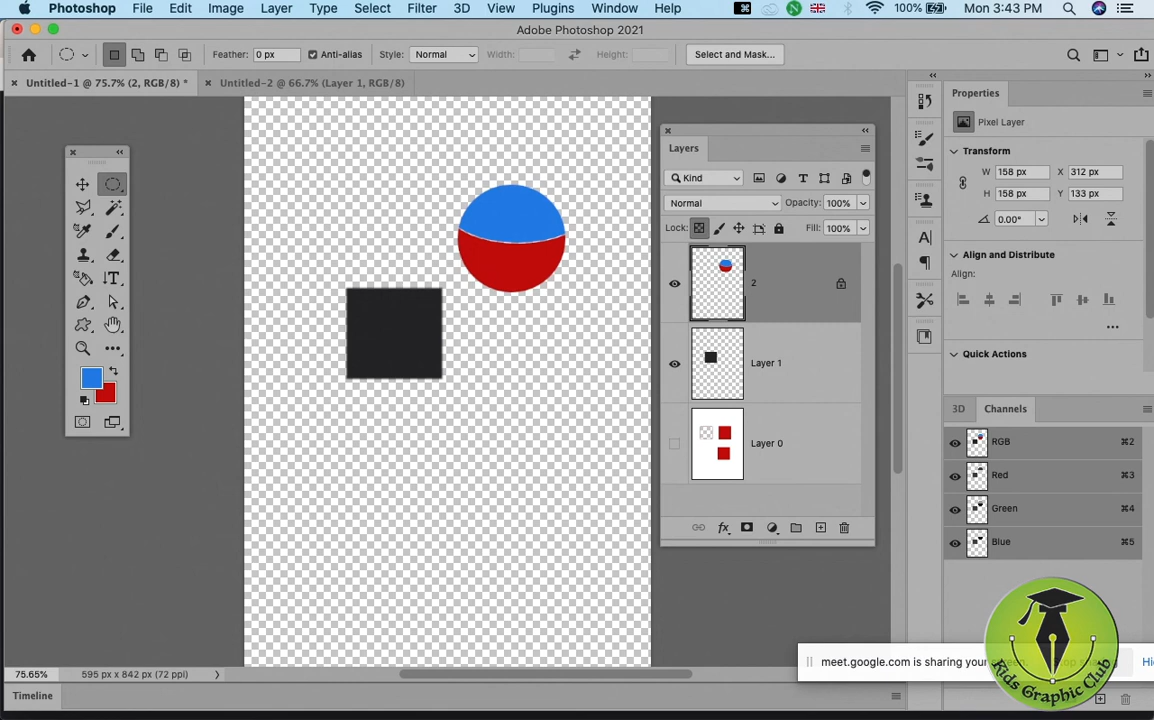 Photoshop File Edit Image Layer Type Select Filter 3D View Plugins Window Help 100% Mon 3:43 PM
Adobe Photoshop 2021
Feather: 0 px Anti-alias Style: Normal Width: Height: Select and Mask...
Untitled-1 @ 75.7% (2, RGB/8) * Untitled-2 @ 66.7% (Layer 1, RGB/8)
Layers
Kind
Normal Opacity: 100%
Lock: Fill: 100%
2
Layer 1
Layer 0
fx
Properties
Pixel Layer
Transform
W 158 px X 312 px
H 158 px Y 133 px
0.00°
Align and Distribute
Align:
Quick Actions
3D Channels
RGB ⌘2
Red ⌘3
Green ⌘4
Blue ⌘5
meet.google.com is sharing your screen.
Kids Graphic Club
75.65% 595 px x 842 px (72 ppi)
Timeline